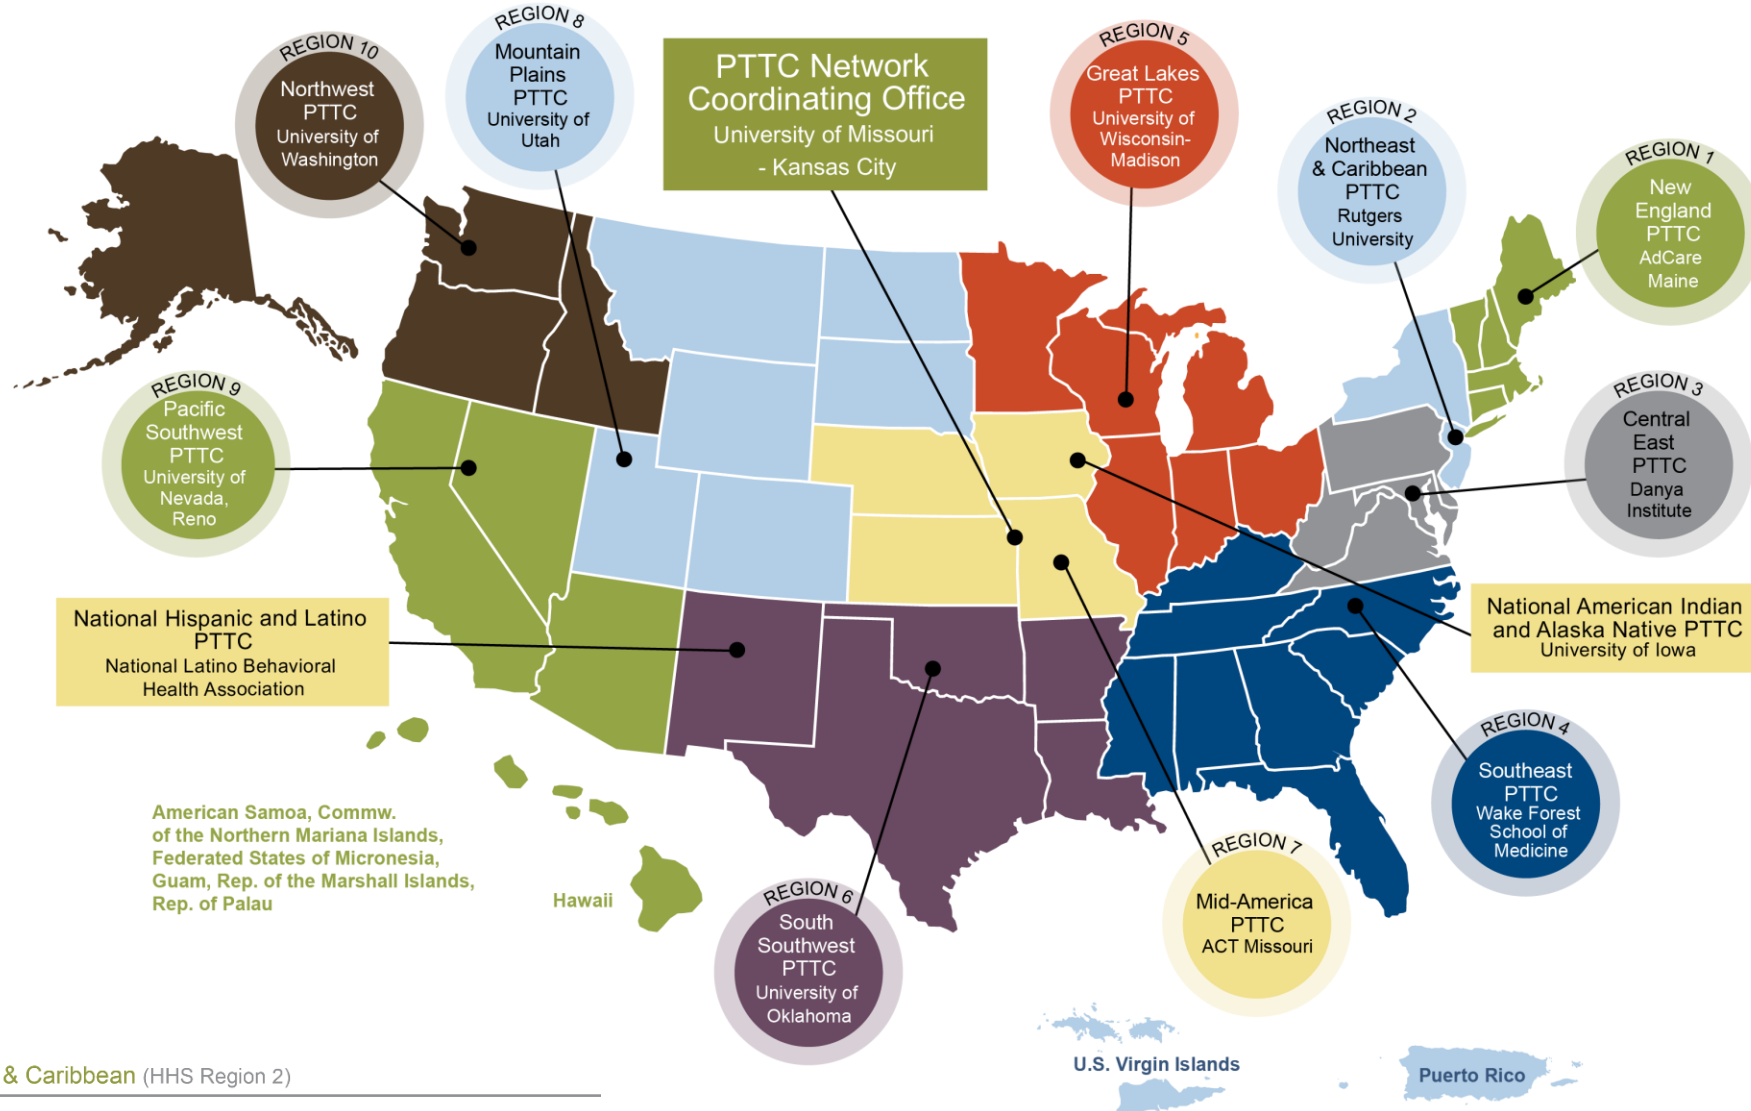 REGION 10
Northwest
PTTC
University of
Washington
REGION 8
Mountain
Plains
PTTC
University of
Utah
PTTC Network
Coordinating Office
University of Missouri
- Kansas City
REGION 5
Great Lakes
PTTC
University of
Wisconsin-
Madison
REGION 2
Northeast
& Caribbean
PTTC
Rutgers
University
REGION 1
New
England
PTTC
AdCare
Maine
REGION 9
Pacific
Southwest
PTTC
University of
Nevada,
Reno
REGION 3
Central
East
PTTC
Danya
Institute
National Hispanic and Latino
PTTC
National Latino Behavioral
Health Association
National American Indian
and Alaska Native PTTC
University of Iowa
REGION 4
Southeast
PTTC
Wake Forest
School of
Medicine
American Samoa, Commw.
of the Northern Mariana Islands,
Federated States of Micronesia,
Guam, Rep. of the Marshall Islands,
Rep. of Palau
Hawaii
REGION 6
South
Southwest
PTTC
University of
Oklahoma
REGION 7
Mid-America
PTTC
ACT Missouri
U.S. Virgin Islands
Puerto Rico
& Caribbean (HHS Region 2)